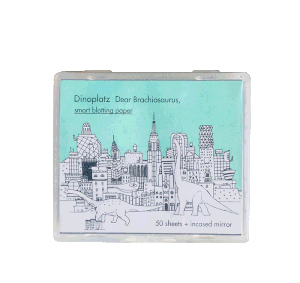 Dinoplatz Dear Brachiosaurus,
smart blotting paper
50 sheets + incased mirror